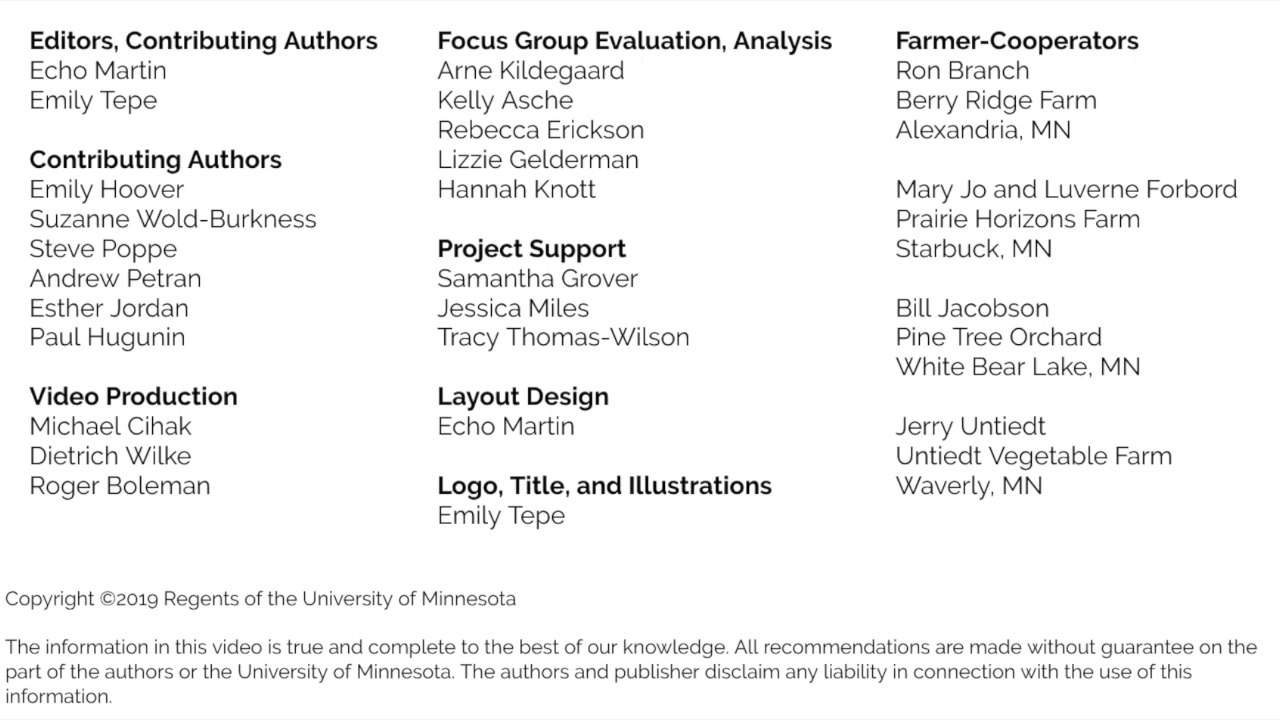 Editors, Contributing Authors
Echo Martin
Emily Tepe
Contributing Authors
Emily Hoover
Suzanne Wold-Burkness
Steve Poppe
Andrew Petran
Esther Jordan
Paul Hugunin
Video Production
Michael Cihak
Dietrich Wilke
Roger Boleman
Focus Group Evaluation, Analysis
Arne Kildegaard
Kelly Asche
Rebecca Erickson
Lizzie Gelderman
Hannah Knott
Project Support
Samantha Grover
Jessica Miles
Tracy Thomas-Wilson
Layout Design
Echo Martin
Logo, Title, and Illustrations
Emily Tepe
Farmer-Cooperators
Ron Branch
Berry Ridge Farm
Alexandria, MN
Mary Jo and Luverne Forbord
Prairie Horizons Farm
Starbuck, MN
Bill Jacobson
Pine Tree Orchard
White Bear Lake, MN
Jerry Untiedt
Untiedt Vegetable Farm
Waverly, MN
Copyright ©2019 Regents of the University of Minnesota
The information in this video is true and complete to the best of our knowledge. All recommendations are made without guarantee on the
part of the authors or the University of Minnesota. The authors and publisher disclaim any liability in connection with the use of this
information.